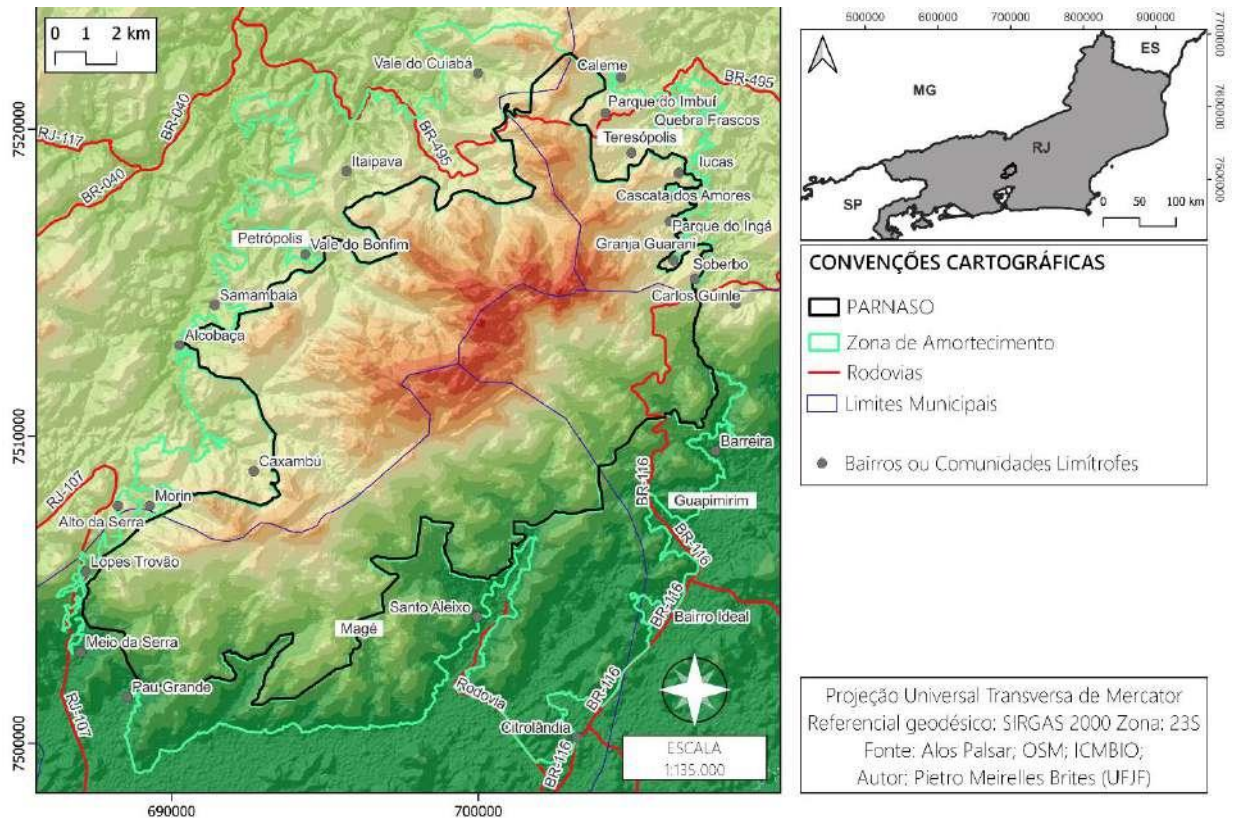 0 1 2 km
7520000
7510000
7500000
690000
700000
Vale do Cuiabá
Caleme
BR-495
Parque do Imbuí
Quebra Frascos
Teresópolis
Iucas
BR-040
RJ-117
BR-040
BR-495
Itaipava
Cascata dos Amores
Parque do Ingá
Granja Guarani
Soberbo
Carlos Guinle
Petrópolis
Vale do Bonfim
Samambaia
Alcobaça
Barreira
Caxambú
BR-116
Guapimirim
RJ-107
Morin
Alto da Serra
BR-116
Lopes Trovão
Santo Aleixo
BR-116
Bairro Ideal
Magé
Meio da Serra
Pau Grande
Rodovia
BR-116
RJ-107
Citrolândia
BR-116
ESCALA
1:135.000
500000
600000
700000
800000
900000
7700000
7600000
7500000
ES
MG
RJ
SP
0 50 100 km
CONVENÇÕES CARTOGRÁFICAS
PARNASO
Zona de Amortecimento
Rodovias
Limites Municipais
Bairros ou Comunidades Limítrofes
Projeção Universal Transversa de Mercator
Referencial geodésico: SIRGAS 2000 Zona: 23S
Fonte: Alos Palsar; OSM; ICMBIO;
Autor: Pietro Meirelles Brites (UFJF)